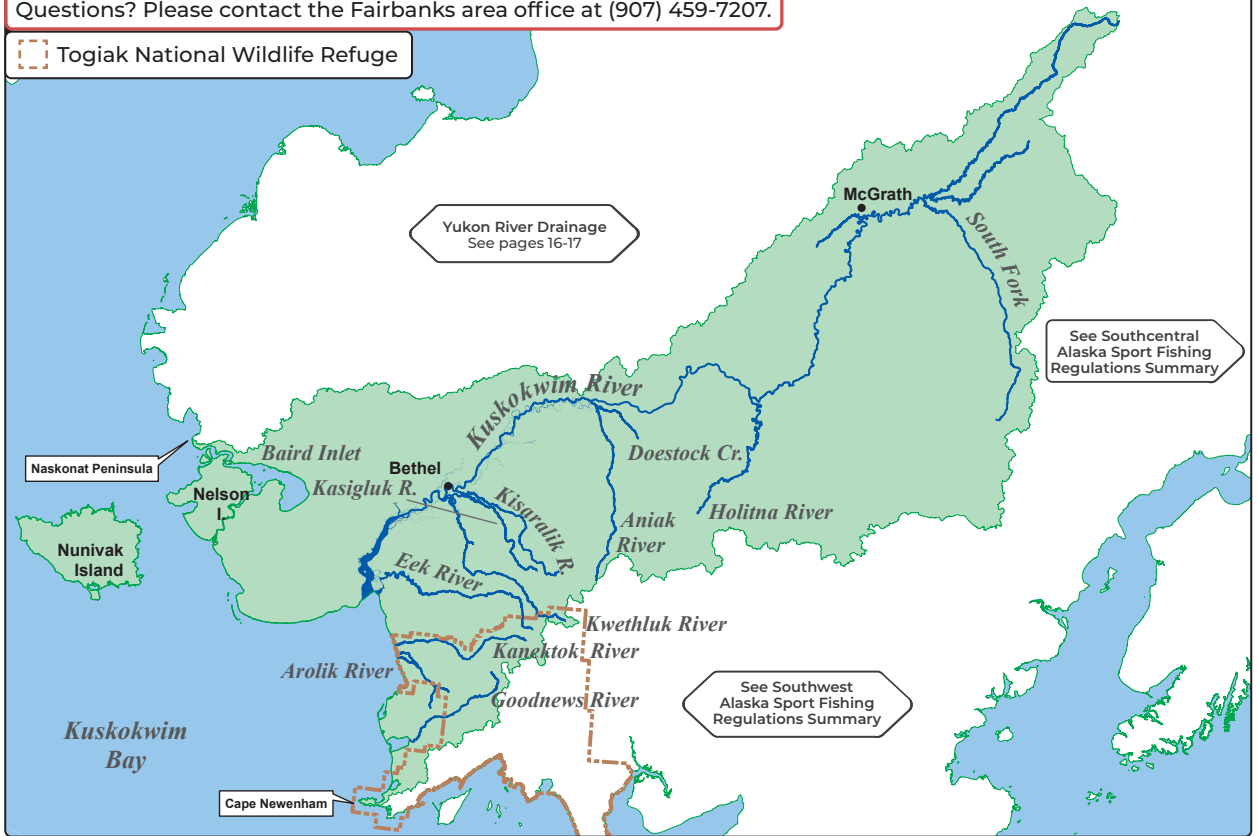 Questions? Please contact the Fairbanks area office at (907) 459-7207.
Togiak National Wildlife Refuge
McGrath
South Fork
Yukon River Drainage
See pages 16-17
See Southcentral
Alaska Sport Fishing
Regulations Summary
Kuskokwim River
Baird Inlet
Naskonat Peninsula
Bethel
Doestock Cr.
Kasigluk R.
Nelson
I.
Kisaralik R.
Aniak
River
Holitna River
Nunivak
Island
Eek River
Kwethluk River
Kanektok River
Arolik River
Goodnews River
See Southwest
Alaska Sport Fishing
Regulations Summary
Kuskokwim
Bay
Cape Newenham